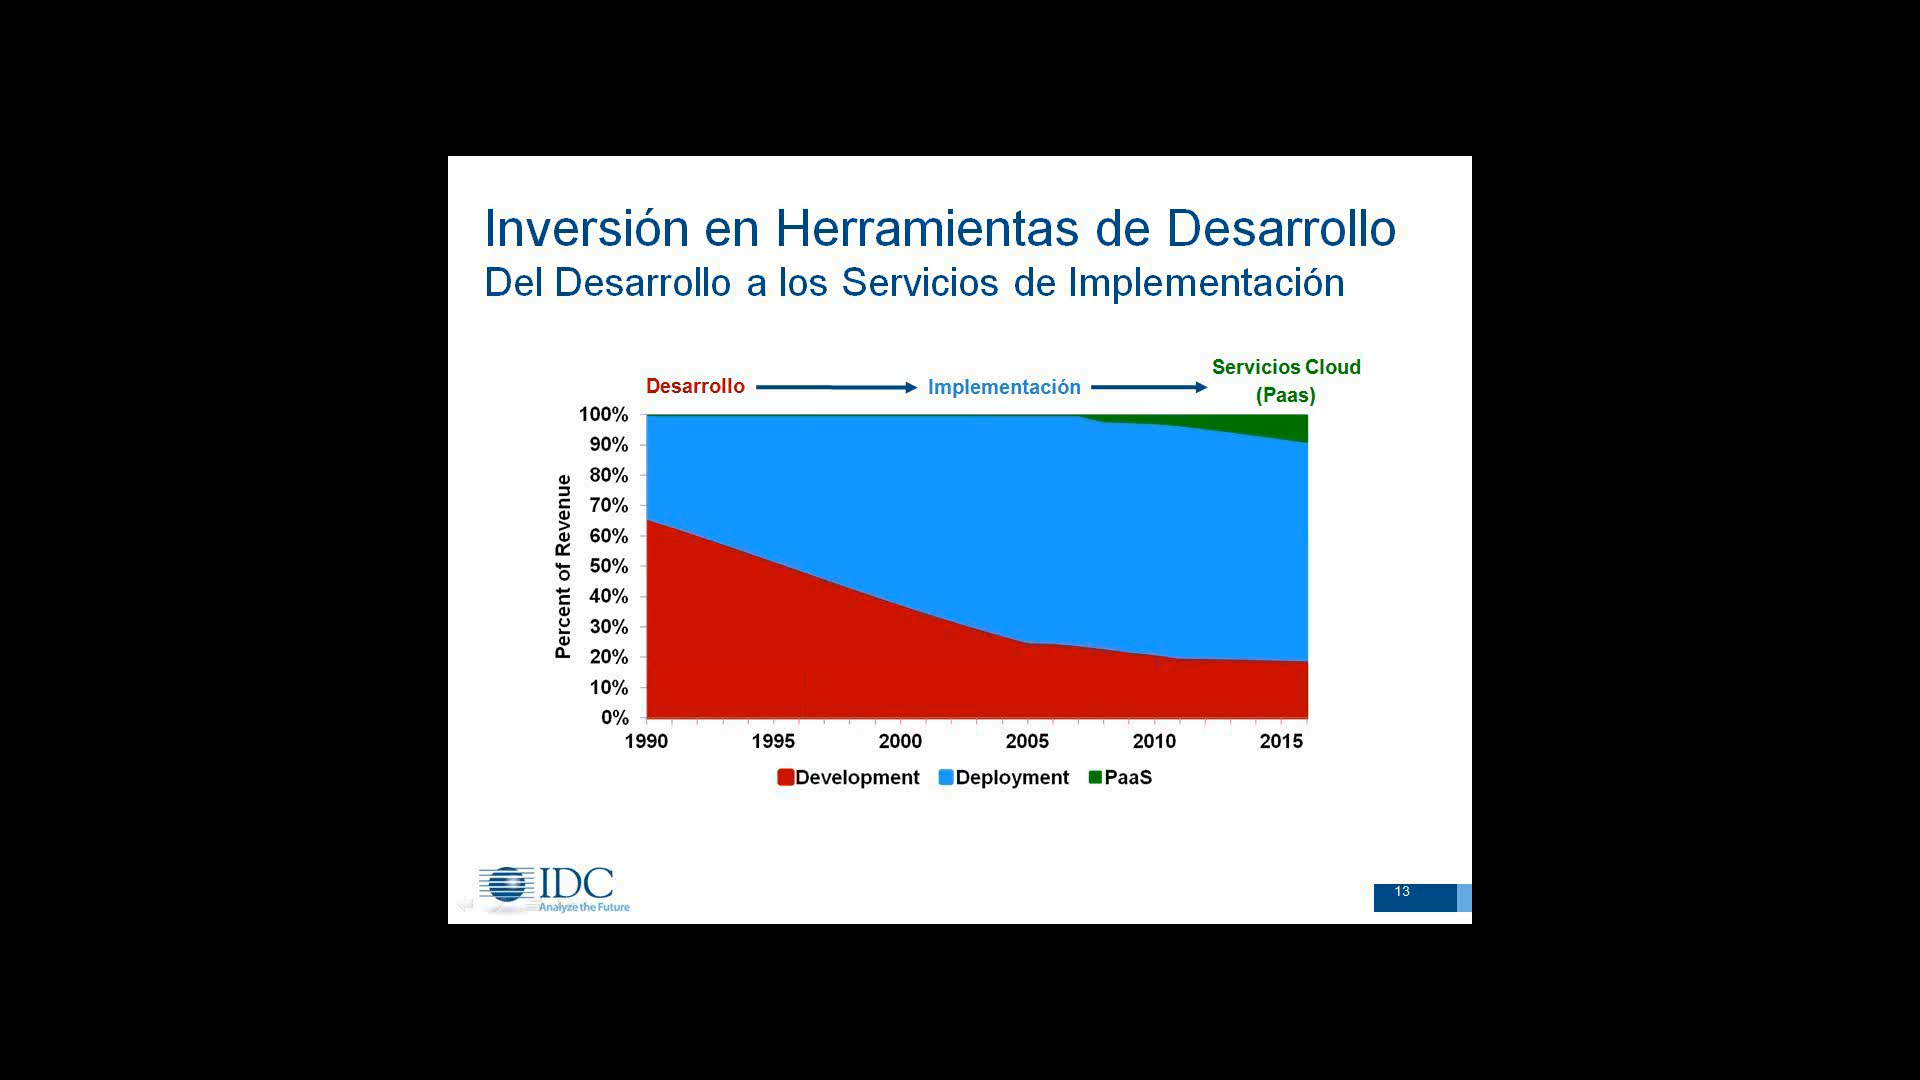 Inversión en Herramientas de Desarrollo
Del Desarrollo a los Servicios de Implementación
Servicios Cloud
(Paas)
Desarrollo
Implementación
100%
90%
80%
70%
60%
50%
40%
30%
20%
10%
0%
Percent of Revenue
1990 1995 2000 2005 2010 2015
Development Deployment PaaS
IDC
Analyze the Future
13